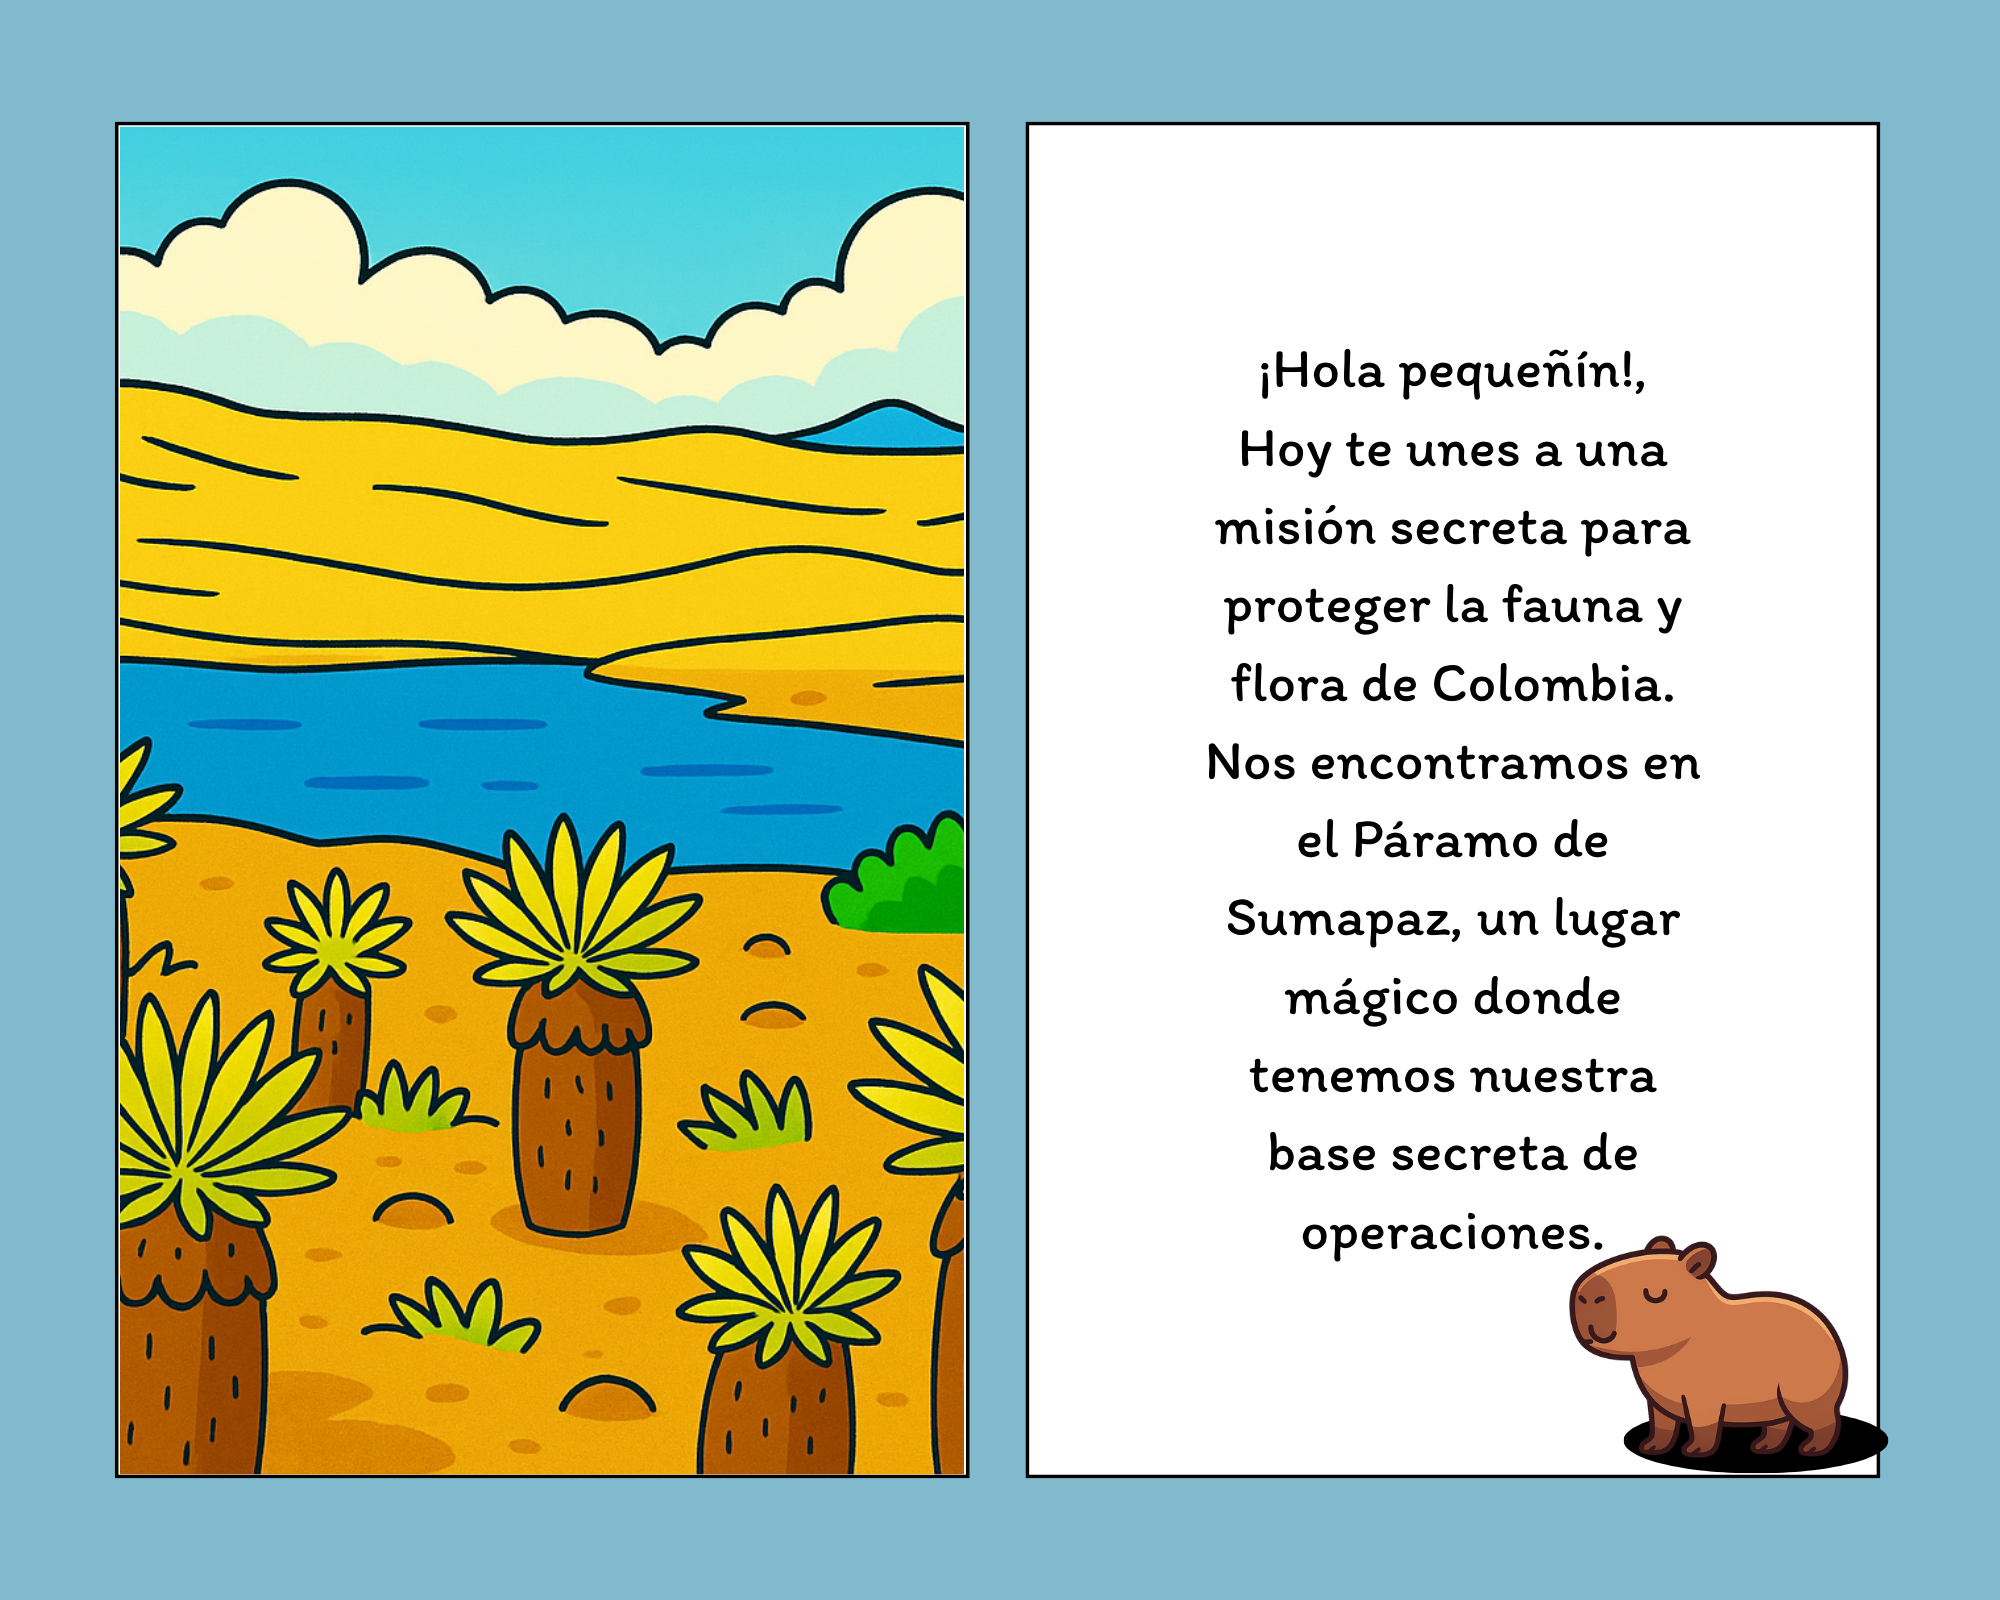 ¡Hola pequeñín!,
Hoy te unes a una
misión secreta para
proteger la fauna y
flora de Colombia.
Nos encontramos en
el Páramo de
Sumapaz, un lugar
mágico donde
tenemos nuestra
base secreta de
operaciones.